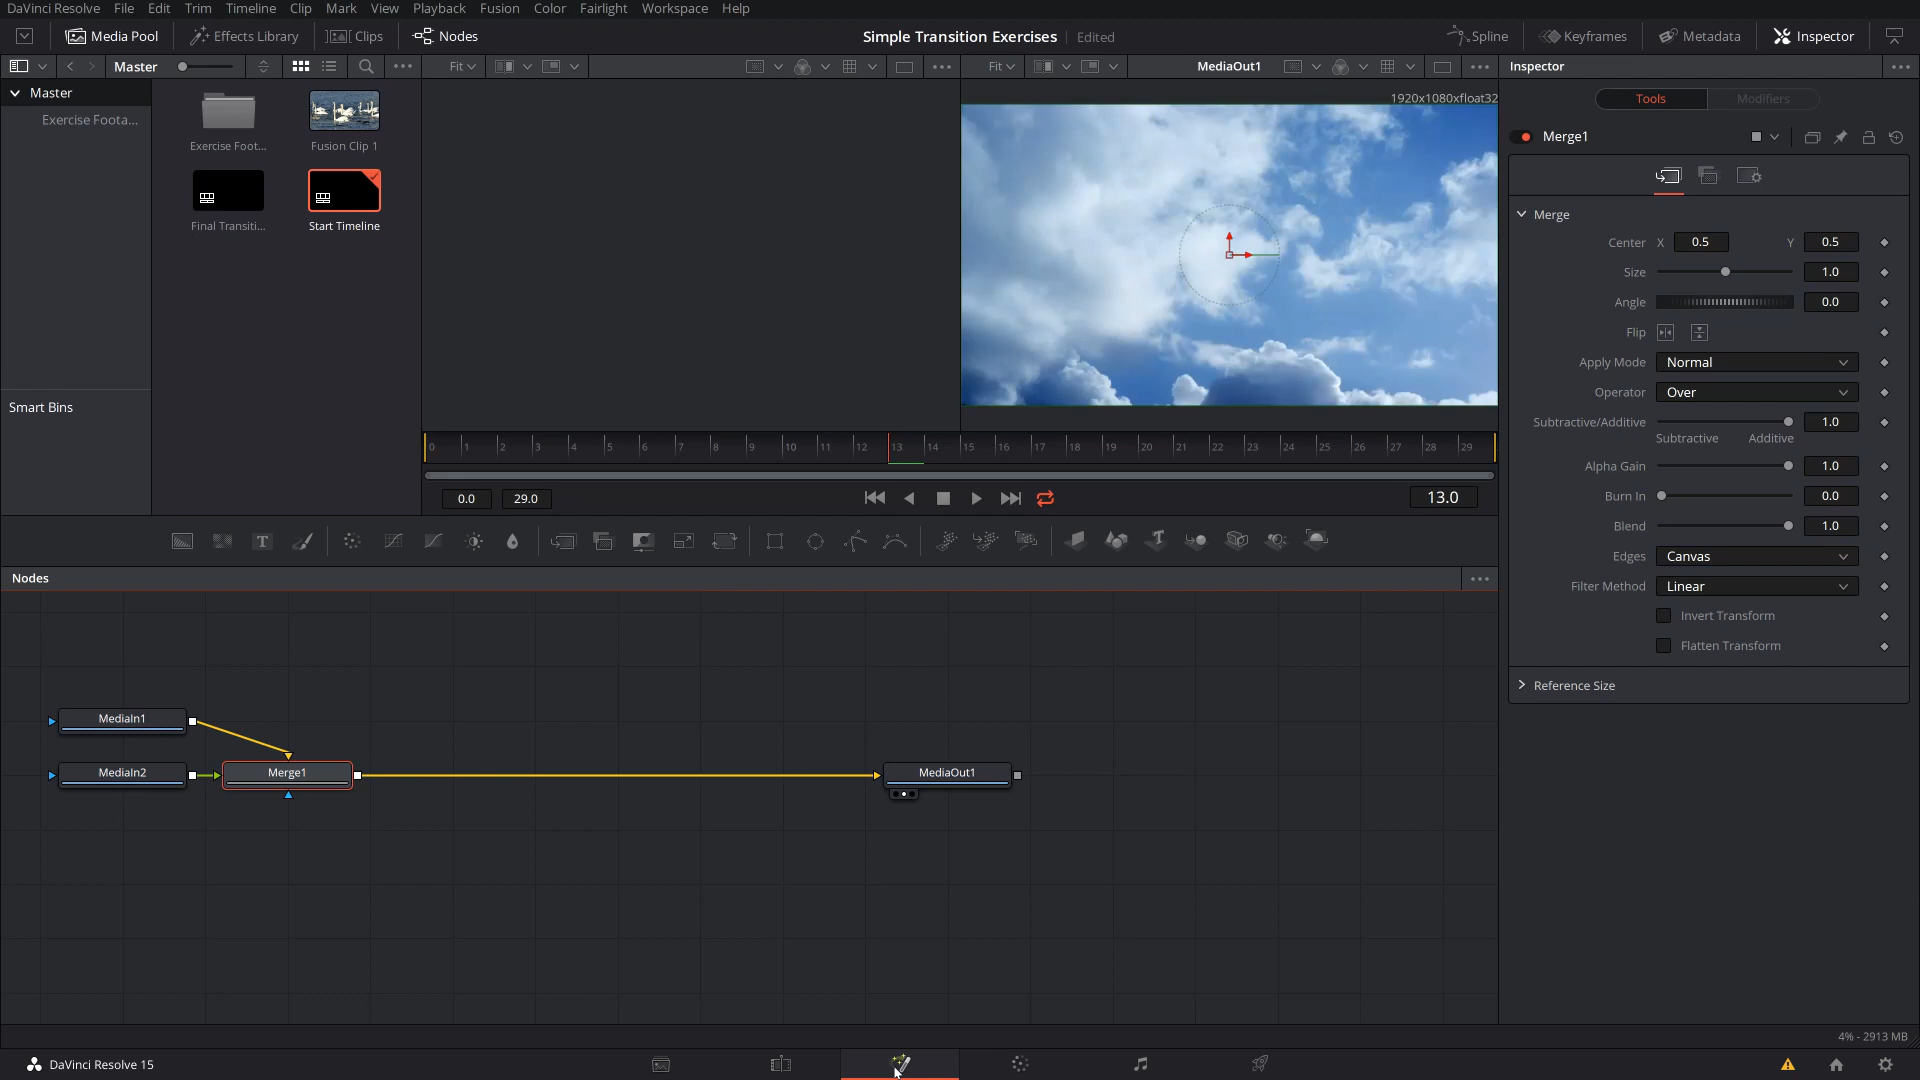 DaVinci Resolve File Edit Trim Timeline Clip Mark View Playback Fusion Color Fairlight Workspace Help
Media Pool Effects Library Clips Nodes Simple Transition Exercises Edited Spline Keyframes Metadata Inspector
Master Fit Fit MediaOut1 Inspector
Master
Exercise Foota...
Exercise Foot... Fusion Clip 1
Final Transiti... Start Timeline
Smart Bins
1920x1080xfloat32
0 1 2 3 4 5 6 7 8 9 10 11 12 13 14 15 16 17 18 19 20 21 22 23 24 25 26 27 28 29
0.0 29.0 13.0
Nodes
MediaIn1
MediaIn2 Merge1 MediaOut1
Tools Modifiers
Merge1
Merge
Center X 0.5 Y 0.5
Size 1.0
Angle 0.0
Flip
Apply Mode Normal
Operator Over
Subtractive/Additive 1.0
Subtractive Additive
Alpha Gain 1.0
Burn In 0.0
Blend 1.0
Edges Canvas
Filter Method Linear
Invert Transform
Flatten Transform
Reference Size
4% - 2913 MB
DaVinci Resolve 15